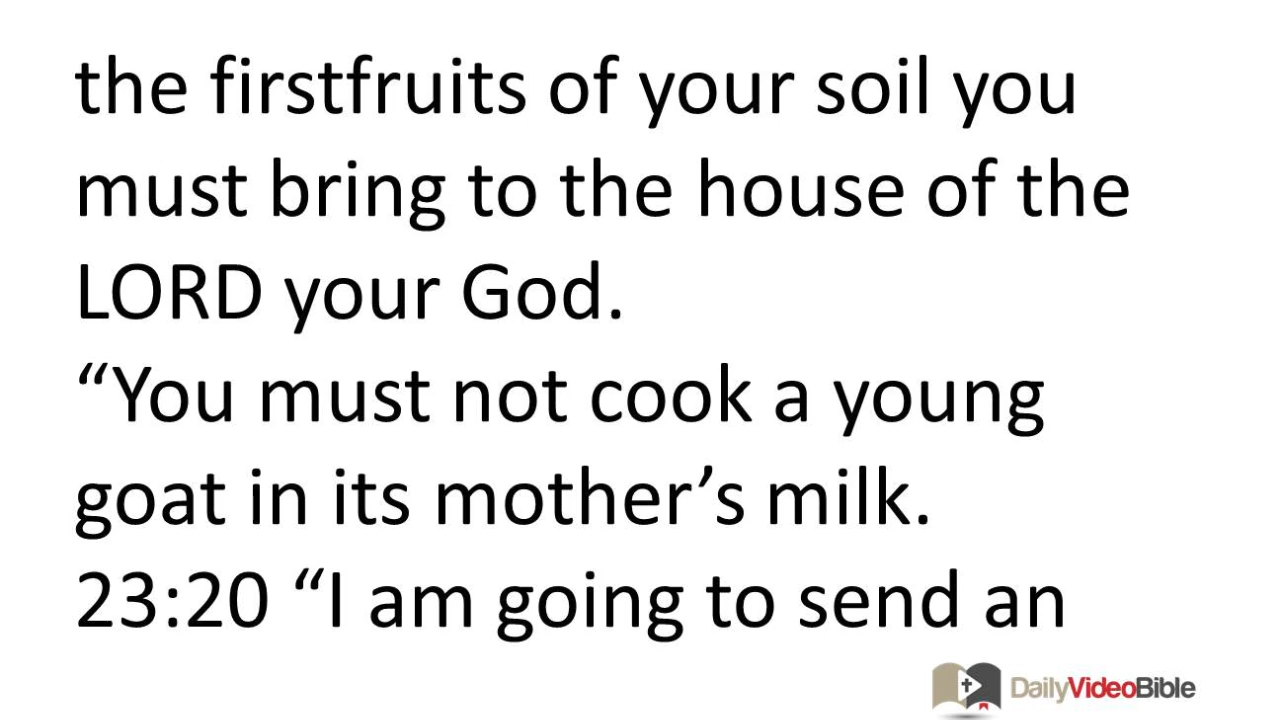 the firstfruits of your soil you
must bring to the house of the
LORD your God.
“You must not cook a young
goat in its mother’s milk.
23:20 “I am going to send an
DailyVideoBible